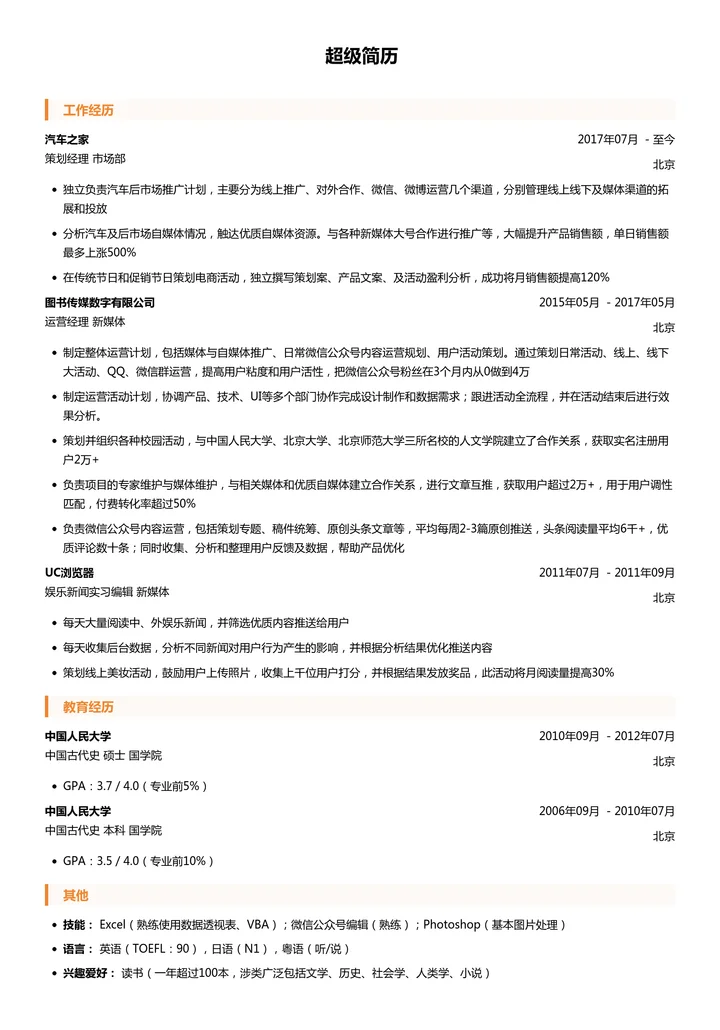 超级简历
工作经历
汽车之家 2017年07月 - 至今
策划经理 市场部 北京
• 独立负责汽车后市场推广计划，主要分为线上推广、对外合作、微信、微博运营几个渠道，分别管理线上线下及媒体渠道的拓
展和投放
• 分析汽车及后市场自媒体情况，触达优质自媒体资源。与各种新媒体大号合作进行推广等，大幅提升产品销售额，单日销售额
最多上涨500%
• 在传统节日和促销节日策划电商活动，独立撰写策划案、产品文案、及活动盈利分析，成功将月销售额提高120%
图书传媒数字有限公司 2015年05月 - 2017年05月
运营经理 新媒体 北京
• 制定整体运营计划，包括媒体与自媒体推广、日常微信公众号内容运营规划、用户活动策划。通过策划日常活动、线上、线下
大活动、QQ、微信群运营，提高用户粘度和用户活性，把微信公众号粉丝在3个月内从0做到4万
• 制定运营活动计划，协调产品、技术、UI等多个部门协作完成设计制作和数据需求；跟进活动全流程，并在活动结束后进行效
果分析。
• 策划并组织各种校园活动，与中国人民大学、北京大学、北京师范大学三所名校的人文学院建立了合作关系，获取实名注册用
户2万+
• 负责项目的专家维护与媒体维护，与相关媒体和优质自媒体建立合作关系，进行文章互推，获取用户超过2万+，用于用户调性
匹配，付费转化率超过50%
• 负责微信公众号内容运营，包括策划专题、稿件统筹、原创头条文章等，平均每周2-3篇原创推送，头条阅读量平均6千+，优
质评论数十条；同时收集、分析和整理用户反馈及数据，帮助产品优化
UC浏览器 2011年07月 - 2011年09月
娱乐新闻实习编辑 新媒体 北京
• 每天大量阅读中、外娱乐新闻，并筛选优质内容推送给用户
• 每天收集后台数据，分析不同新闻对用户行为产生的影响，并根据分析结果优化推送内容
• 策划线上美妆活动，鼓励用户上传照片，收集上千位用户打分，并根据结果发放奖品，此活动将月阅读量提高30%
教育经历
中国人民大学 2010年09月 - 2012年07月
中国古代史 硕士 国学院 北京
• GPA：3.7 / 4.0（专业前5%）
中国人民大学 2006年09月 - 2010年07月
中国古代史 本科 国学院 北京
• GPA：3.5 / 4.0（专业前10%）
其他
• 技能： Excel（熟练使用数据透视表、VBA）；微信公众号编辑（熟练）；Photoshop（基本图片处理）
• 语言： 英语（TOEFL：90），日语（N1），粤语（听/说）
• 兴趣爱好： 读书（一年超过100本，涉类广泛包括文学、历史、社会学、人类学、小说）